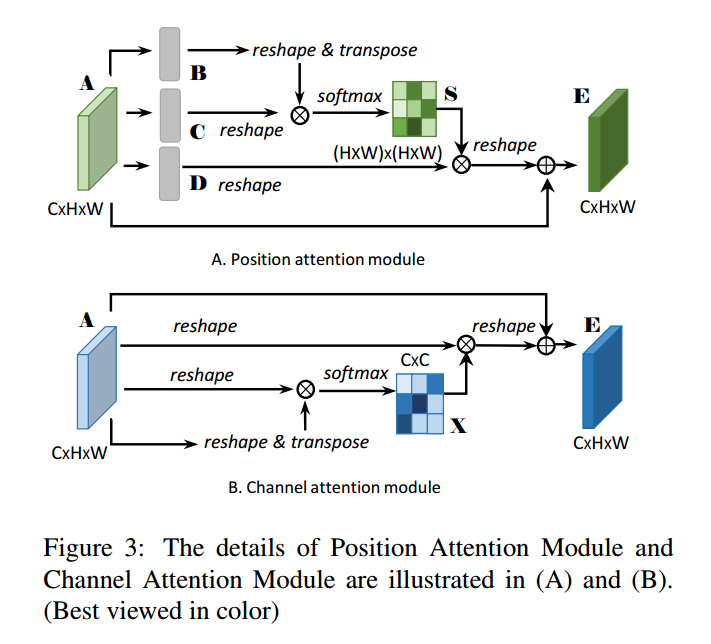 A
B
reshape & transpose
C reshape
softmax
S
(HxW)x(HxW)
D reshape
reshape
E
CxHxW
CxHxW
A. Position attention module
A
reshape
reshape
E
reshape
softmax
CxC
X
reshape & transpose
CxHxW
CxHxW
B. Channel attention module
Figure 3: The details of Position Attention Module and
Channel Attention Module are illustrated in (A) and (B).
(Best viewed in color)